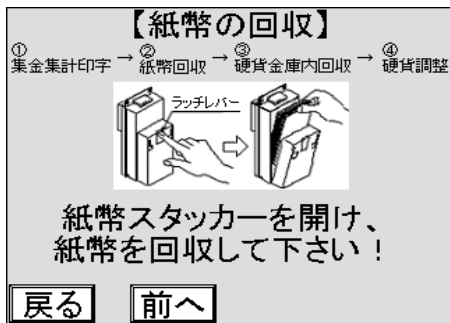 【紙幣の回収】
① ② ③ ④
集金集計印字 → 紙幣回収 → 硬貨金庫内回収 → 硬貨調整
ラッチレバー
紙幣スタッカーを開け、
紙幣を回収して下さい！
戻る 前へ